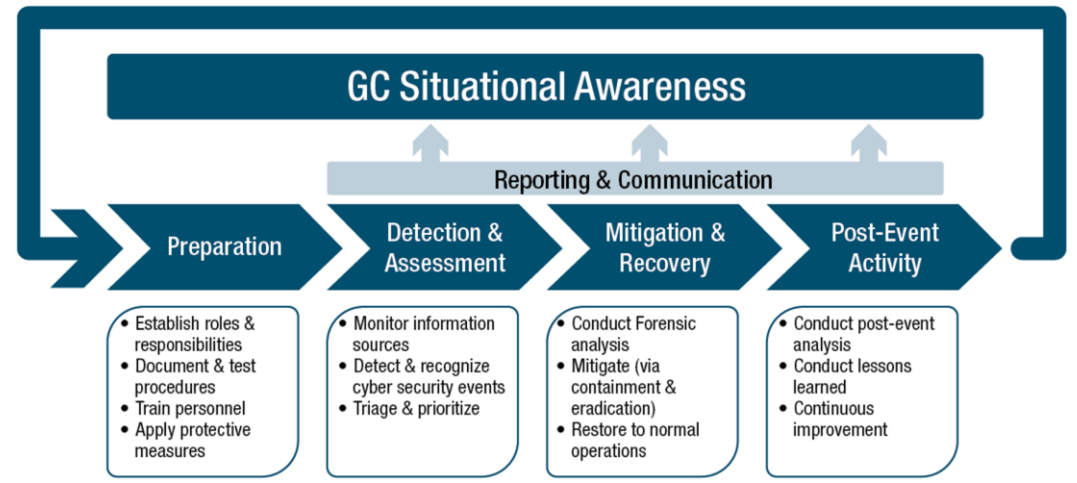 GC Situational Awareness
Reporting & Communication
Preparation
Detection &
Assessment
Mitigation &
Recovery
Post-Event
Activity
• Establish roles &
responsibilities
• Document & test
procedures
• Train personnel
• Apply protective
measures
• Monitor information
sources
• Detect & recognize
cyber security events
• Triage & prioritize
• Conduct Forensic
analysis
• Mitigate (via
containment &
eradication)
• Restore to normal
operations
• Conduct post-event
analysis
• Conduct lessons
learned
• Continuous
improvement